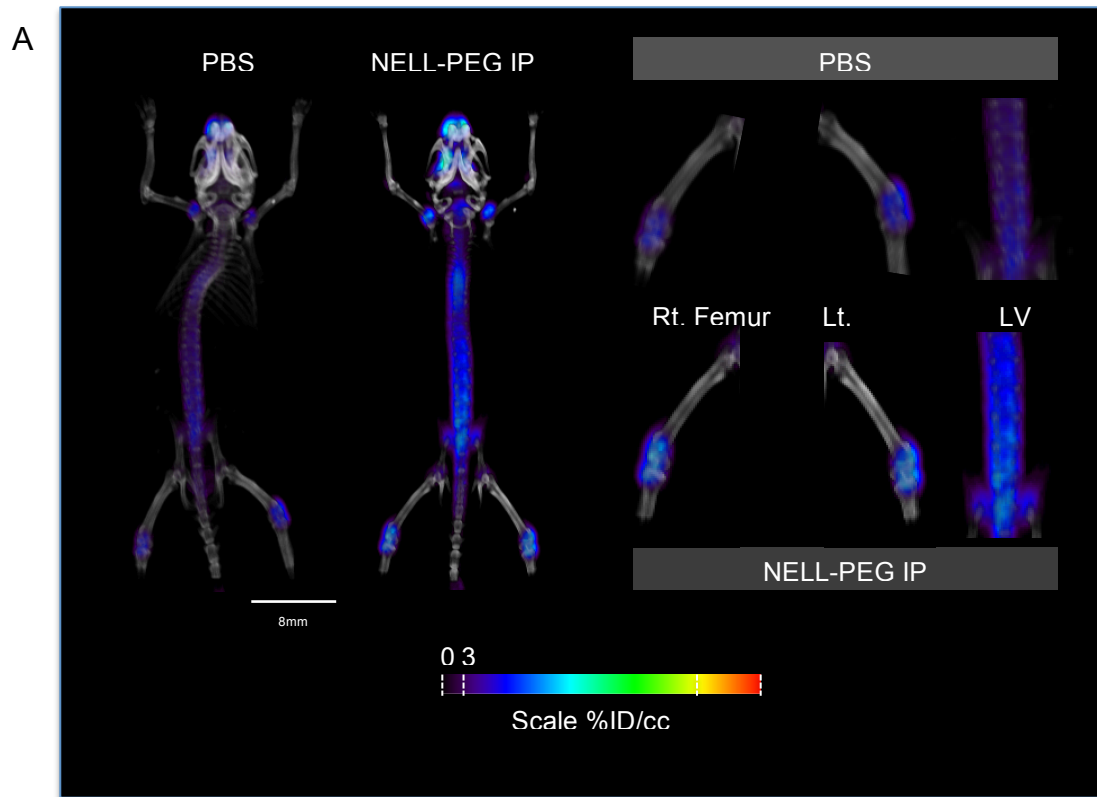 A
PBS
NELL-PEG IP
PBS
Rt. Femur
Lt.
LV
NELL-PEG IP
8mm
0 3
Scale %ID/cc